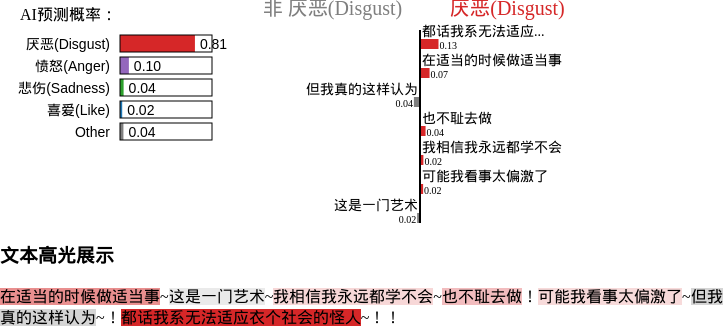 AI预测概率：
厌恶(Disgust) 0.81
愤怒(Anger) 0.10
悲伤(Sadness) 0.04
喜爱(Like) 0.02
Other 0.04
非 厌恶(Disgust) 厌恶(Disgust)
都话我系无法适应...
0.13
在适当的时候做适当事
0.07
但我真的这样认为
0.04
也不耻去做
0.04
我相信我永远都学不会
0.02
可能我看事太偏激了
0.02
这是一门艺术
0.02
文本高光展示
在适当的时候做适当事~这是一门艺术~我相信我永远都学不会~也不耻去做！可能我看事太偏激了~但我
真的这样认为~！都话我系无法适应衣个社会的怪人~！！